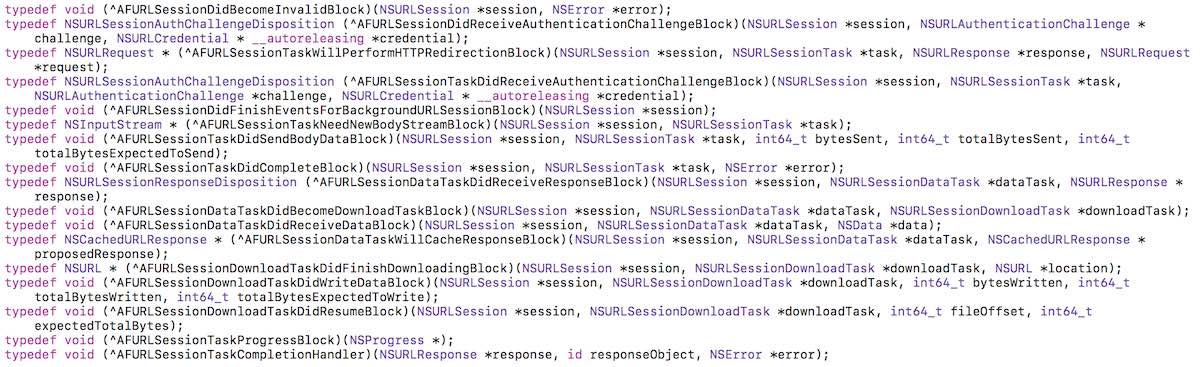 typedef void (^AFURLSessionDidBecomeInvalidBlock)(NSURLSession *session, NSError *error);
typedef NSURLSessionAuthChallengeDisposition (^AFURLSessionDidReceiveAuthenticationChallengeBlock)(NSURLSession *session, NSURLAuthenticationChallenge *
challenge, NSURLCredential * __autoreleasing *credential);
typedef NSURLRequest * (^AFURLSessionTaskWillPerformHTTPRedirectionBlock)(NSURLSession *session, NSURLSessionTask *task, NSURLResponse *response, NSURLRequest
*request);
typedef NSURLSessionAuthChallengeDisposition (^AFURLSessionTaskDidReceiveAuthenticationChallengeBlock)(NSURLSession *session, NSURLSessionTask *task,
NSURLAuthenticationChallenge *challenge, NSURLCredential * __autoreleasing *credential);
typedef void (^AFURLSessionDidFinishEventsForBackgroundURLSessionBlock)(NSURLSession *session);
typedef NSInputStream * (^AFURLSessionTaskNeedNewBodyStreamBlock)(NSURLSession *session, NSURLSessionTask *task);
typedef void (^AFURLSessionTaskDidSendBodyDataBlock)(NSURLSession *session, NSURLSessionTask *task, int64_t bytesSent, int64_t totalBytesSent, int64_t
totalBytesExpectedToSend);
typedef void (^AFURLSessionTaskDidCompleteBlock)(NSURLSession *session, NSURLSessionTask *task, NSError *error);
typedef NSURLSessionResponseDisposition (^AFURLSessionDataTaskDidReceiveResponseBlock)(NSURLSession *session, NSURLSessionDataTask *dataTask, NSURLResponse *
response);
typedef void (^AFURLSessionDataTaskDidBecomeDownloadTaskBlock)(NSURLSession *session, NSURLSessionDataTask *dataTask, NSURLSessionDownloadTask *downloadTask);
typedef void (^AFURLSessionDataTaskDidReceiveDataBlock)(NSURLSession *session, NSURLSessionDataTask *dataTask, NSData *data);
typedef NSCachedURLResponse * (^AFURLSessionDataTaskWillCacheResponseBlock)(NSURLSession *session, NSURLSessionDataTask *dataTask, NSCachedURLResponse *
proposedResponse);
typedef NSURL * (^AFURLSessionDownloadTaskDidFinishDownloadingBlock)(NSURLSession *session, NSURLSessionDownloadTask *downloadTask, NSURL *location);
typedef void (^AFURLSessionDownloadTaskDidWriteDataBlock)(NSURLSession *session, NSURLSessionDownloadTask *downloadTask, int64_t bytesWritten, int64_t
totalBytesWritten, int64_t totalBytesExpectedToWrite);
typedef void (^AFURLSessionDownloadTaskDidResumeBlock)(NSURLSession *session, NSURLSessionDownloadTask *downloadTask, int64_t fileOffset, int64_t
expectedTotalBytes);
typedef void (^AFURLSessionTaskProgressBlock)(NSProgress *);
typedef void (^AFURLSessionTaskCompletionHandler)(NSURLResponse *response, id responseObject, NSError *error);